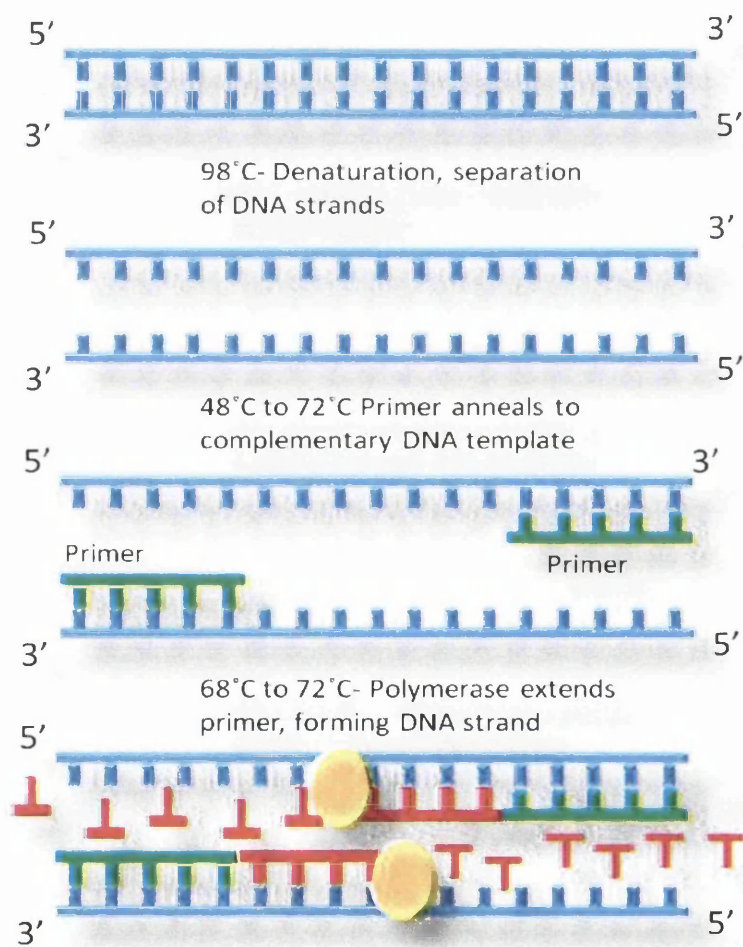 5′ 3′
3′ 5′
98°C- Denaturation, separation
of DNA strands
5′ 3′
3′ 5′
48°C to 72°C Primer anneals to
complementary DNA template
5′ 3′
Primer
Primer
3′ 5′
68°C to 72°C- Polymerase extends
primer, forming DNA strand
5′
3′ 5′